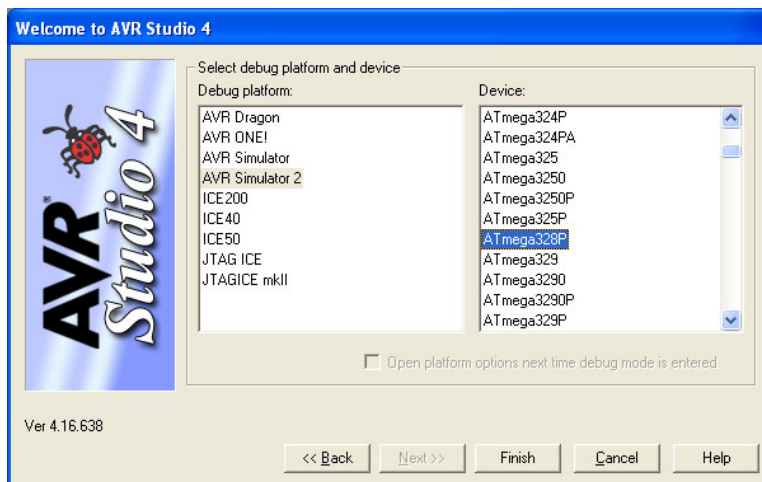 Welcome to AVR Studio 4
AVR® Studio 4
Select debug platform and device
Debug platform:
AVR Dragon
AVR ONE!
AVR Simulator
AVR Simulator 2
ICE200
ICE40
ICE50
JTAG ICE
JTAGICE mkII
Device:
ATmega324P
ATmega324PA
ATmega325
ATmega3250
ATmega3250P
ATmega325P
ATmega328P
ATmega329
ATmega3290
ATmega3290P
ATmega329P
Open platform options next time debug mode is entered
Ver 4.16.638
<< Back
Next >>
Finish
Cancel
Help